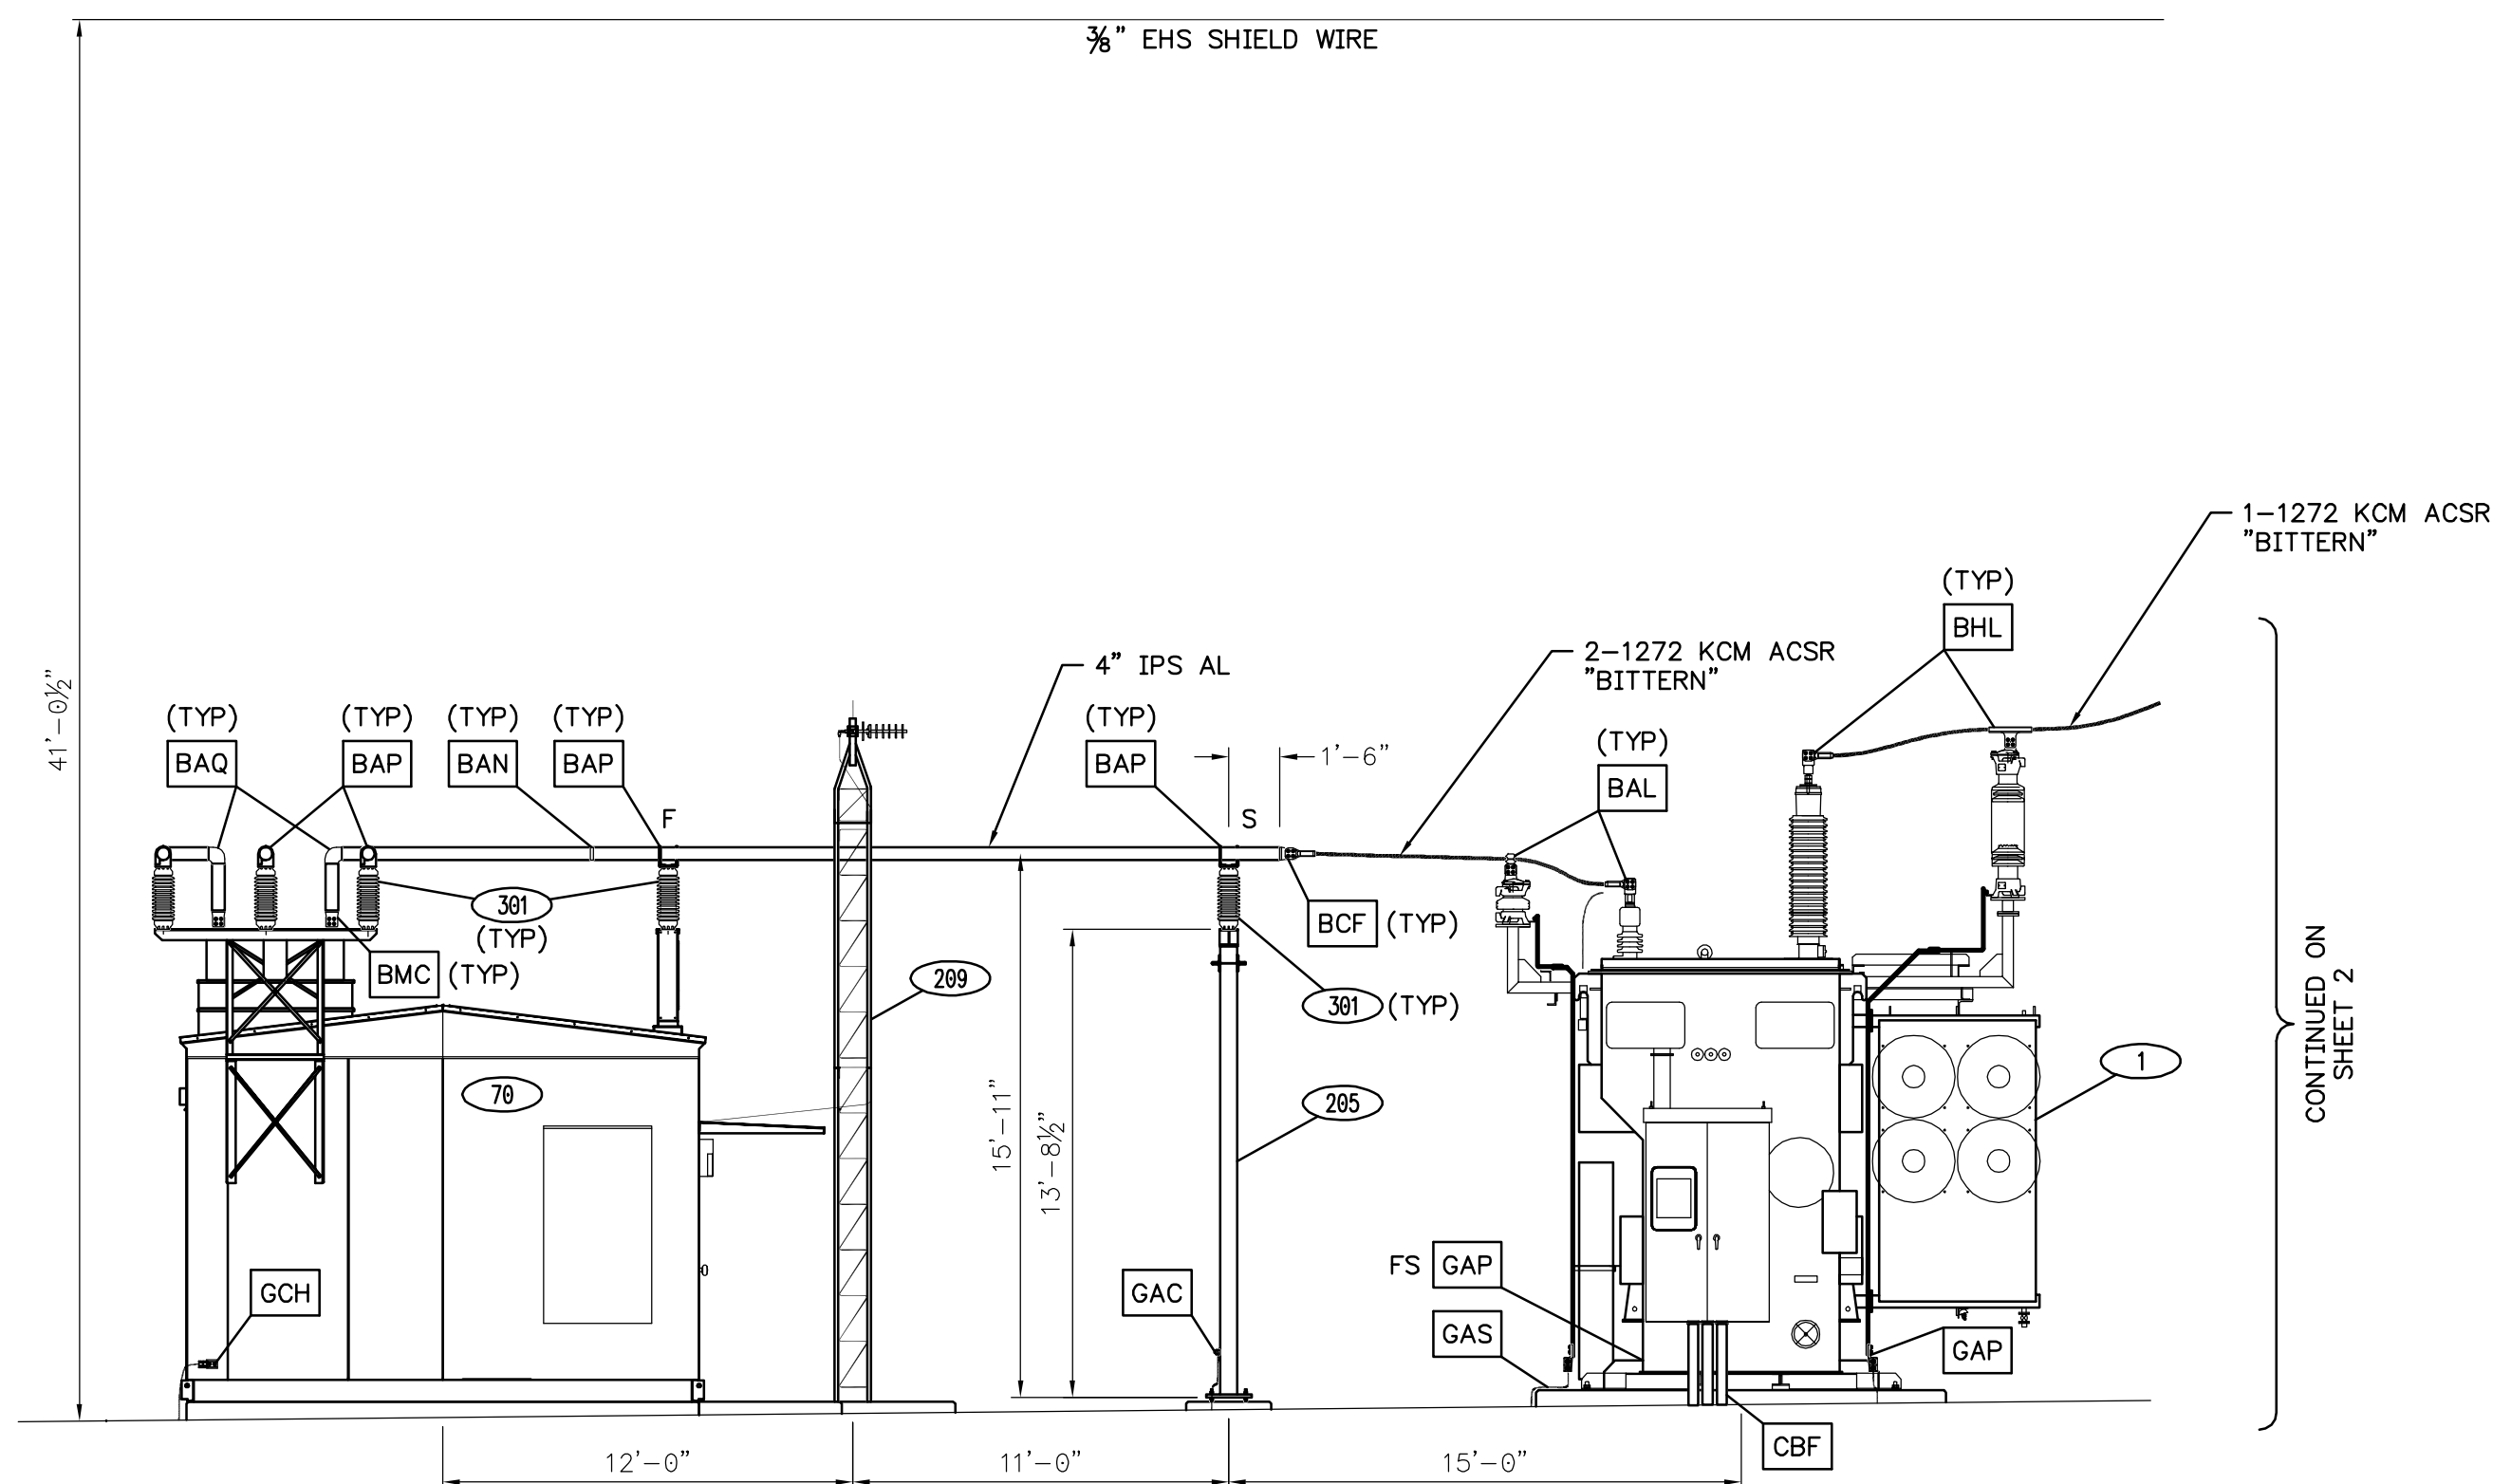 ⅜" EHS SHIELD WIRE
41'-0½"
1-1272 KCM ACSR
"BITTERN"
(TYP)
BHL
2-1272 KCM ACSR
"BITTERN"
4" IPS AL
(TYP)
BAQ
(TYP)
BAP
(TYP)
BAN
(TYP)
BAP
(TYP)
BAP
1'-6"
(TYP)
BAL
F
S
301
(TYP)
BMC (TYP)
BCF (TYP)
209
301 (TYP)
70
205
1
15'-11"
13'-8½"
CONTINUED ON
SHEET 2
GCH
GAC
FS GAP
GAS
GAP
CBF
12'-0"
11'-0"
15'-0"